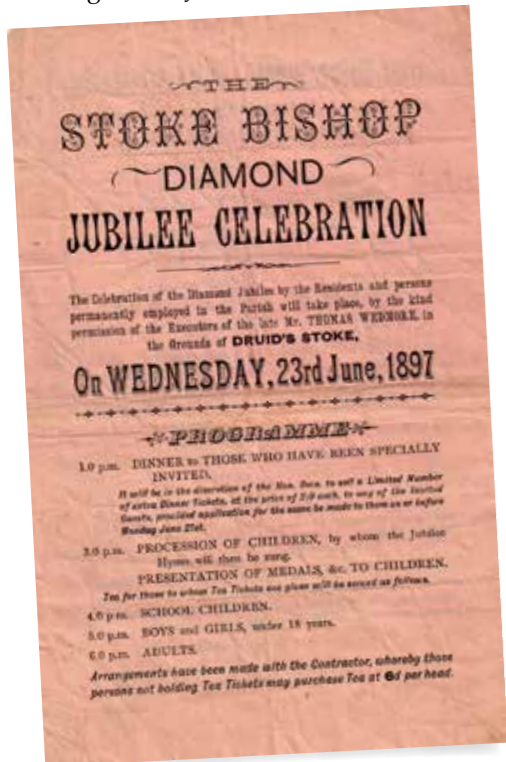 THE
STOKE BISHOP
DIAMOND
JUBILEE CELEBRATION
The Celebration of the Diamond Jubilee by the Residents and persons
permanently employed in the Parish will take place, by the kind
permission of the Executors of the late Mr. THOMAS WEDMORE, in
the Grounds of DRUID'S STOKE,
On WEDNESDAY, 23rd June, 1897
PROGRAMME
1.0 p.m. DINNER to THOSE WHO HAVE BEEN SPECIALLY
INVITED.
It will be in the discretion of the Hon. Secs. to sell a Limited Number
of extra Dinner Tickets, at the price of 2/0 each, to any of the Invited
Guests, provided application for the same be made to them on or before
Monday June 21st.
3.0 p.m. PROCESSION OF CHILDREN, by whom the Jubilee
Hymn will then be sung.
PRESENTATION OF MEDALS, &c. TO CHILDREN.
Tea for those to whom Tea Tickets are given will be served as follows.
4.0 p.m. SCHOOL CHILDREN.
5.0 p.m. BOYS and GIRLS, under 18 years.
6.0 p.m. ADULTS.
Arrangements have been made with the Contractor, whereby those
persons not holding Tea Tickets may purchase Tea at 6d per head.